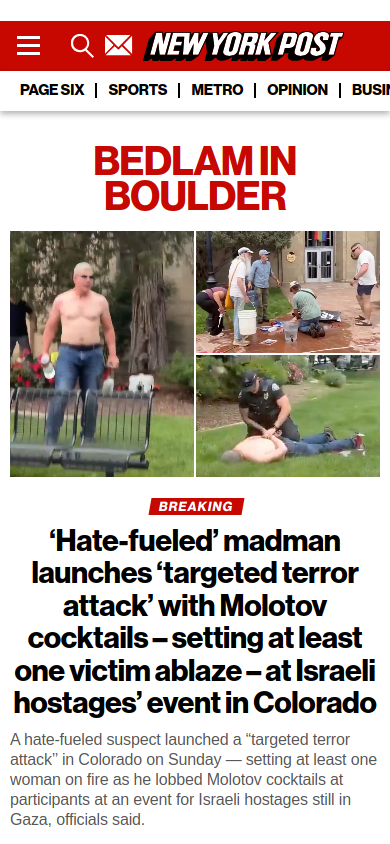 NEW YORK POST
PAGE SIX | SPORTS | METRO | OPINION | BUSIN
BEDLAM IN
BOULDER
BREAKING
‘Hate-fueled’ madman
launches ‘targeted terror
attack’ with Molotov
cocktails – setting at least
one victim ablaze – at Israeli
hostages’ event in Colorado
A hate-fueled suspect launched a “targeted terror
attack” in Colorado on Sunday — setting at least one
woman on fire as he lobbed Molotov cocktails at
participants at an event for Israeli hostages still in
Gaza, officials said.